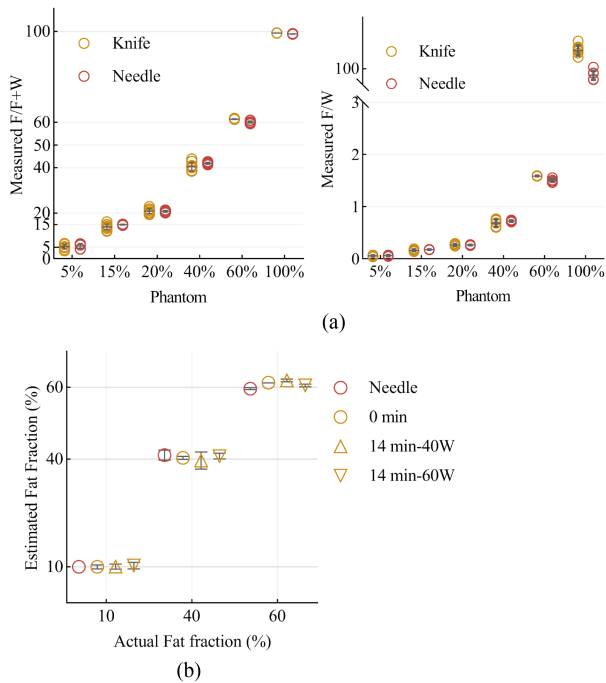 Measured F/F+W
100
60
50
40
20
15
5
0
Knife
Needle
5%
15%
20%
40%
60%
100%
Phantom
Measured F/W
100
3
2
1
0
Knife
Needle
5%
15%
20%
40%
60%
100%
Phantom
(a)
Estimated Fat Fraction (%)
60
40
10
10
40
60
Actual Fat fraction (%)
Needle
0 min
14 min-40W
14 min-60W
(b)